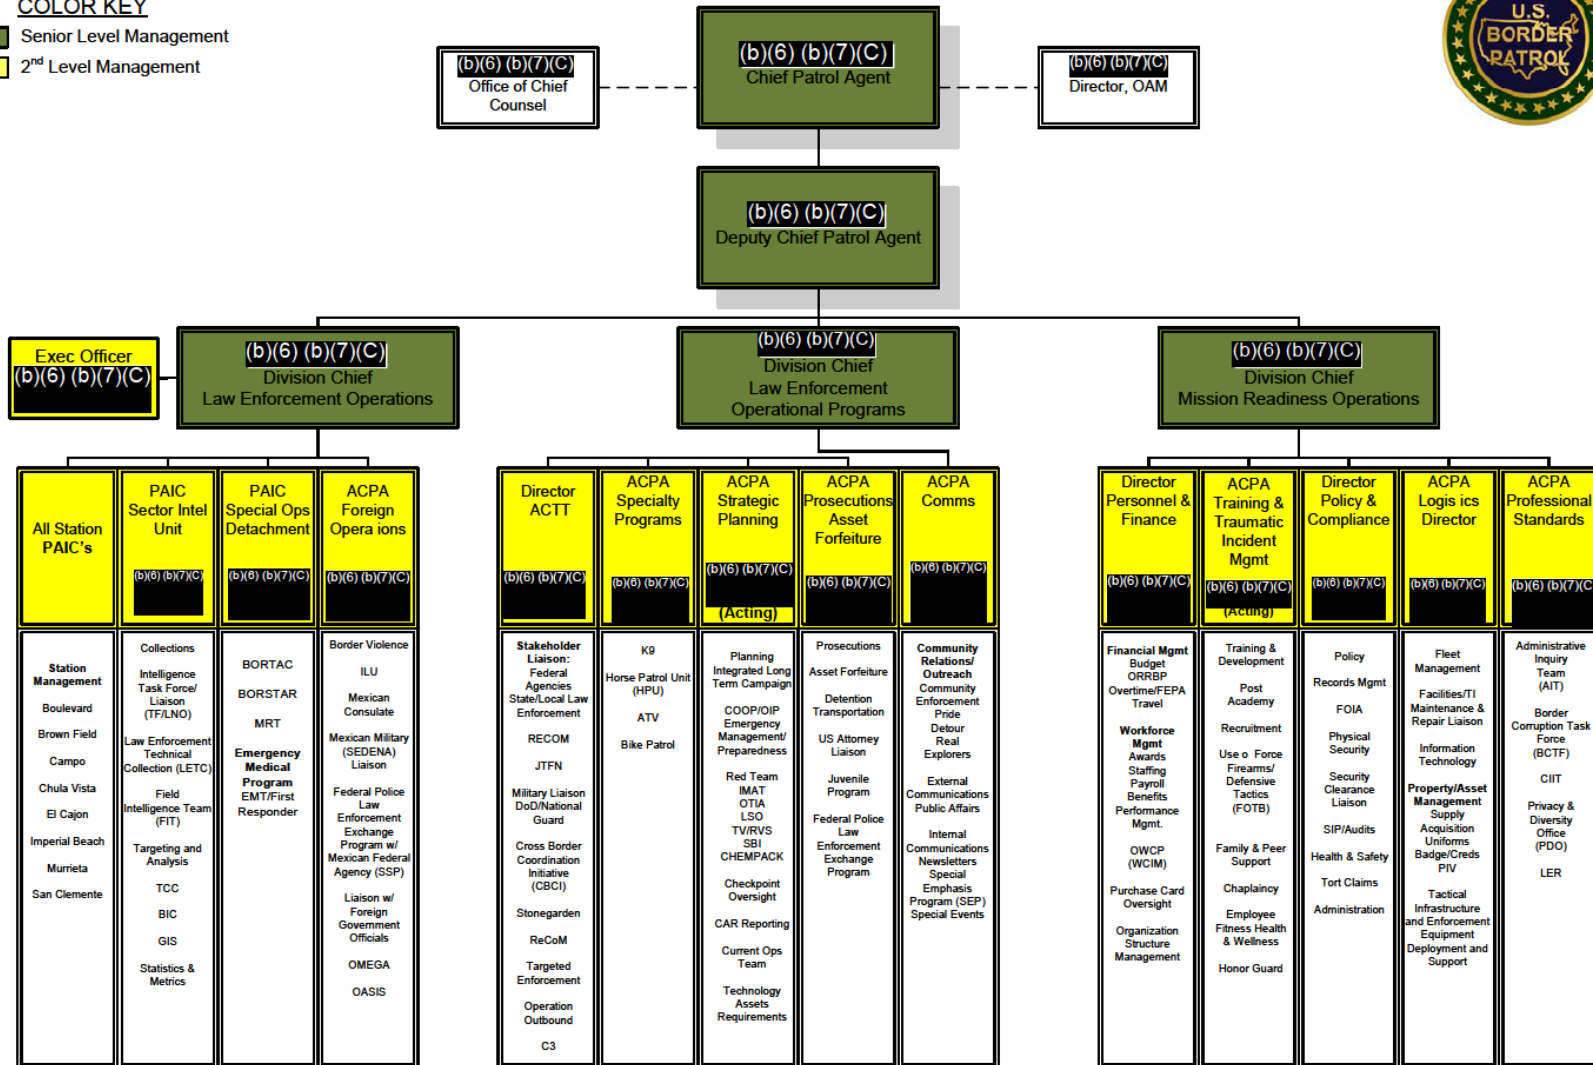 COLOR KEY
Senior Level Management
2nd Level Management
(b)(6) (b)(7)(C)
Office of Chief
Counsel
(b)(6) (b)(7)(C)
Chief Patrol Agent
(b)(6) (b)(7)(C)
Director, OAM
U.S.
BORDER
PATROL
(b)(6) (b)(7)(C)
Deputy Chief Patrol Agent
Exec Officer
(b)(6) (b)(7)(C)
(b)(6) (b)(7)(C)
Division Chief
Law Enforcement Operations
(b)(6) (b)(7)(C)
Division Chief
Law Enforcement
Operational Programs
(b)(6) (b)(7)(C)
Division Chief
Mission Readiness Operations
All Station
PAIC's
Station
Management
Boulevard
Brown Field
Campo
Chula Vista
El Cajon
Imperial Beach
Murrieta
San Clemente
PAIC
Sector Intel
Unit
(b)(6) (b)(7)(C)
Collections
Intelligence
Task Force/
Liaison
(TF/LNO)
Law Enforcement
Technical
Collection (LETC)
Field
Intelligence Team
(FIT)
Targeting and
Analysis
TCC
BIC
GIS
Statistics &
Metrics
PAIC
Special Ops
Detachment
(b)(6) (b)(7)(C)
BORTAC
BORSTAR
MRT
Emergency
Medical
Program
EMT/First
Responder
ACPA
Foreign
Opera ions
(b)(6) (b)(7)(C)
Border Violence
ILU
Mexican
Consulate
Mexican Military
(SEDENA)
Liaison
Federal Police
Law
Enforcement
Exchange
Program w/
Mexican Federal
Agency (SSP)
Liaison w/
Foreign
Government
Officials
OMEGA
OASIS
Director
ACTT
(b)(6) (b)(7)(C)
Stakeholder
Liaison:
Federal
Agencies
State/Local Law
Enforcement
RECOM
JTFN
Military Liaison
DoD/National
Guard
Cross Border
Coordination
Initiative
(CBCI)
Stonegarden
ReCoM
Targeted
Enforcement
Operation
Outbound
C3
ACPA
Specialty
Programs
(b)(6) (b)(7)(C)
K9
Horse Patrol Unit
(HPU)
ATV
Bike Patrol
ACPA
Strategic
Planning
(b)(6) (b)(7)(C)
(Acting)
Planning
Integrated Long
Term Campaign
COOP/OIP
Emergency
Management/
Preparedness
Red Team
IMAT
OTIA
LSO
TV/RVS
SBI
CHEMPACK
Checkpoint
Oversight
CAR Reporting
Current Ops
Team
Technology
Assets
Requirements
ACPA
Prosecutions
Asset
Forfeiture
(b)(6) (b)(7)(C)
Prosecutions
Asset Forfeiture
Detention
Transportation
US Attorney
Liaison
Juvenile
Program
Federal Police
Law
Enforcement
Exchange
Program
ACPA
Comms
(b)(6) (b)(7)(C)
Community
Relations/
Outreach
Community
Enforcement
Pride
Detour
Real
Explorers
External
Communications
Public Affairs
Internal
Communications
Newsletters
Special
Emphasis
Program (SEP)
Special Events
Director
Personnel &
Finance
(b)(6) (b)(7)(C)
Financial Mgmt
Budget
ORRBP
Overtime/FEPA
Travel
Workforce
Mgmt
Awards
Staffing
Payroll
Benefits
Performance
Mgmt.
OWCP
(WCIM)
Purchase Card
Oversight
Organization
Structure
Management
ACPA
Training &
Traumatic
Incident
Mgmt
(b)(6) (b)(7)(C)
(Acting)
Training &
Development
Post
Academy
Recruitment
Use o Force
Firearms/
Defensive
Tactics
(FOTB)
Family & Peer
Support
Chaplaincy
Employee
Fitness Health
& Wellness
Honor Guard
Director
Policy &
Compliance
(b)(6) (b)(7)(C)
Policy
Records Mgmt
FOIA
Physical
Security
Security
Clearance
Liaison
SIP/Audits
Health & Safety
Tort Claims
Administration
ACPA
Logis ics
Director
(b)(6) (b)(7)(C)
Fleet
Management
Facilities/TI
Maintenance &
Repair Liaison
Information
Technology
Property/Asset
Management
Supply
Acquisition
Uniforms
Badge/Creds
PIV
Tactical
Infrastructure
and Enforcement
Equipment
Deployment and
Support
ACPA
Professional
Standards
(b)(6) (b)(7)(C
Administrative
Inquiry
Team
(AIT)
Border
Corruption Task
Force
(BCTF)
CIIT
Privacy &
Diversity
Office
(PDO)
LER